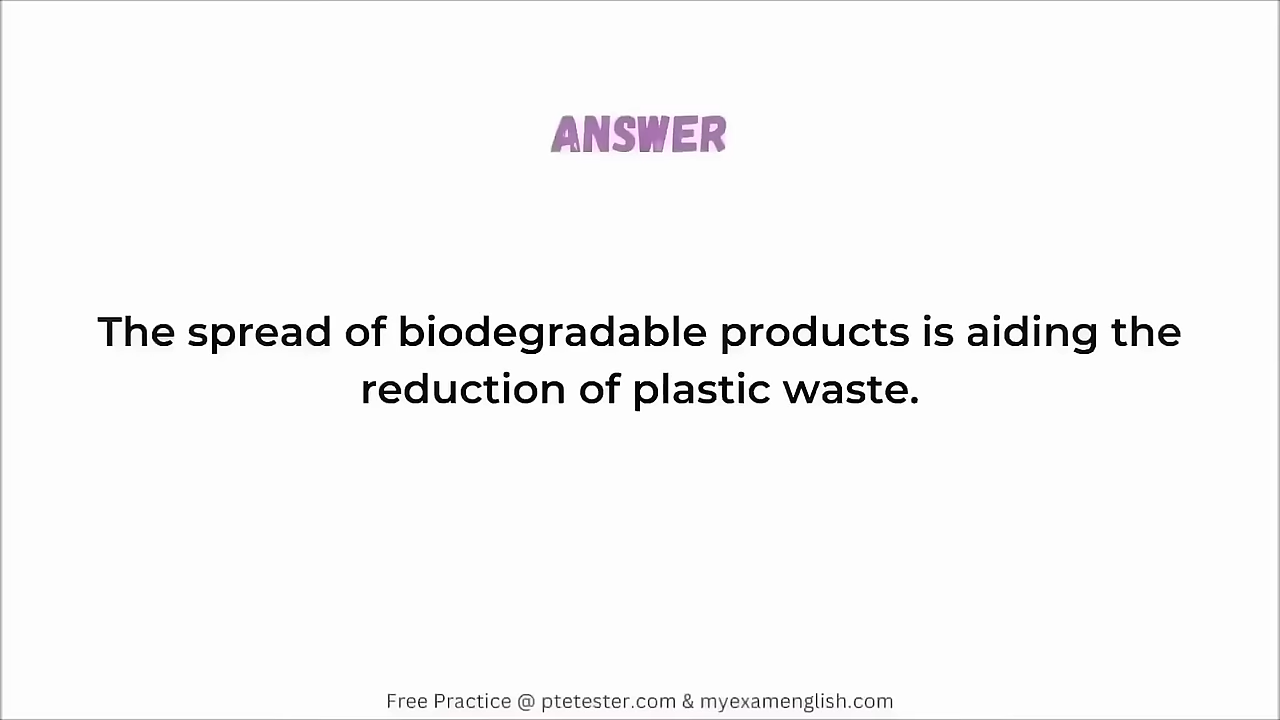 ANSWER
The spread of biodegradable products is aiding the
reduction of plastic waste.
Free Practice @ ptetester.com & myexamenglish.com